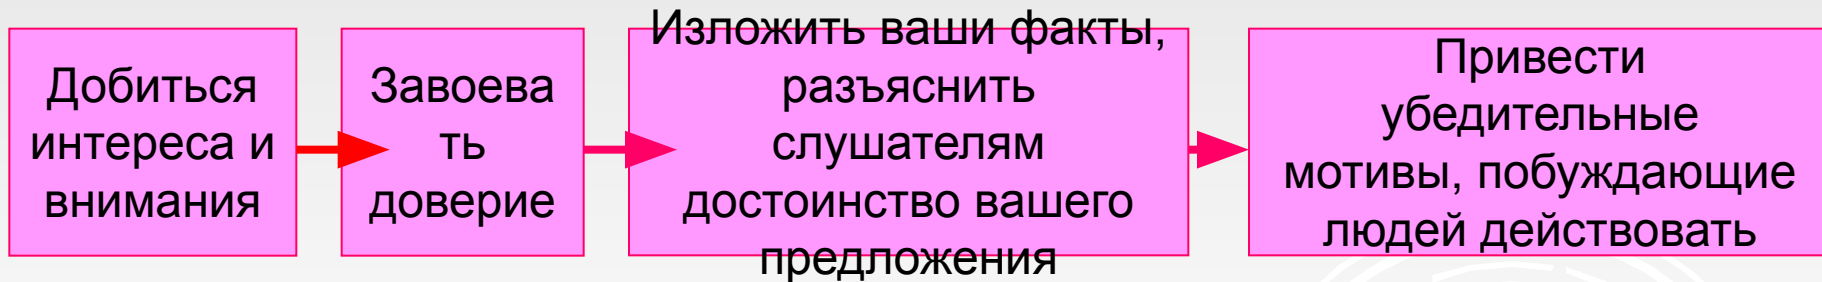 Добиться
интереса и
внимания
Завоева
ть
доверие
Изложить ваши факты,
разъяснить
слушателям
достоинство вашего
предложения
Привести
убедительные
мотивы, побуждающие
людей действовать